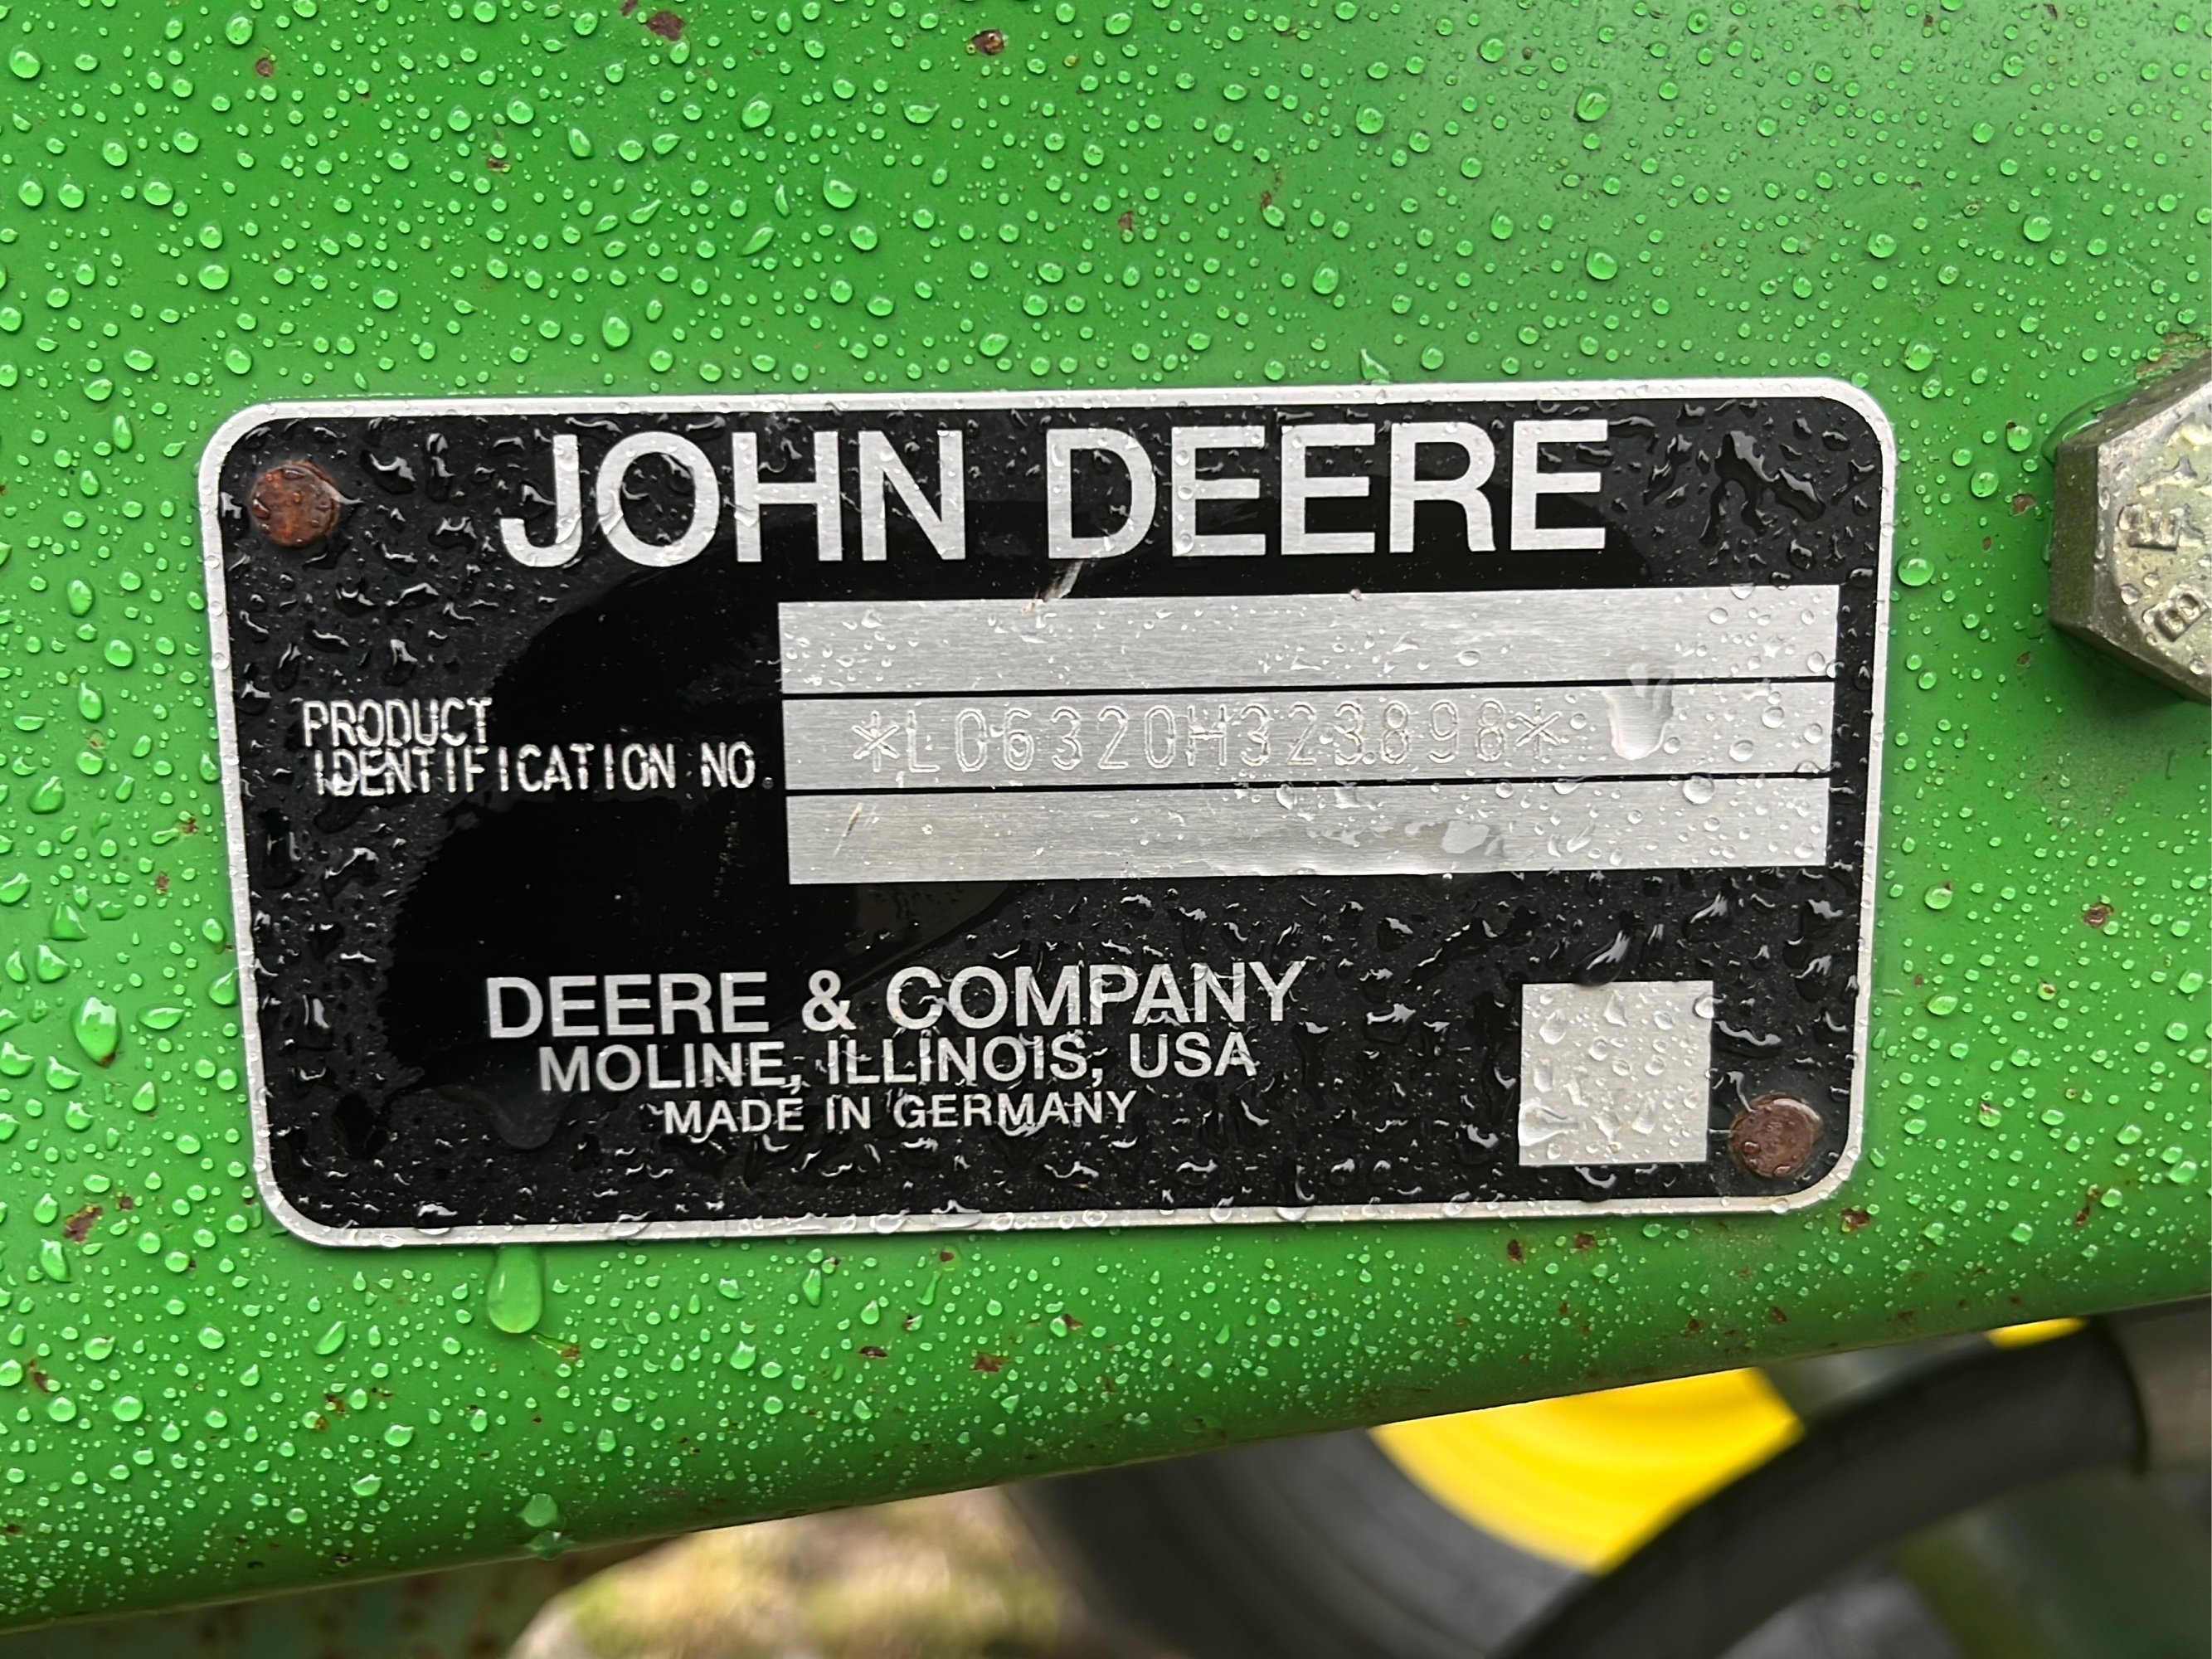 JOHN DEERE
PRODUCT
IDENTIFICATION NO.
*L06320H323898*
DEERE & COMPANY
MOLINE, ILLINOIS, USA
MADE IN GERMANY